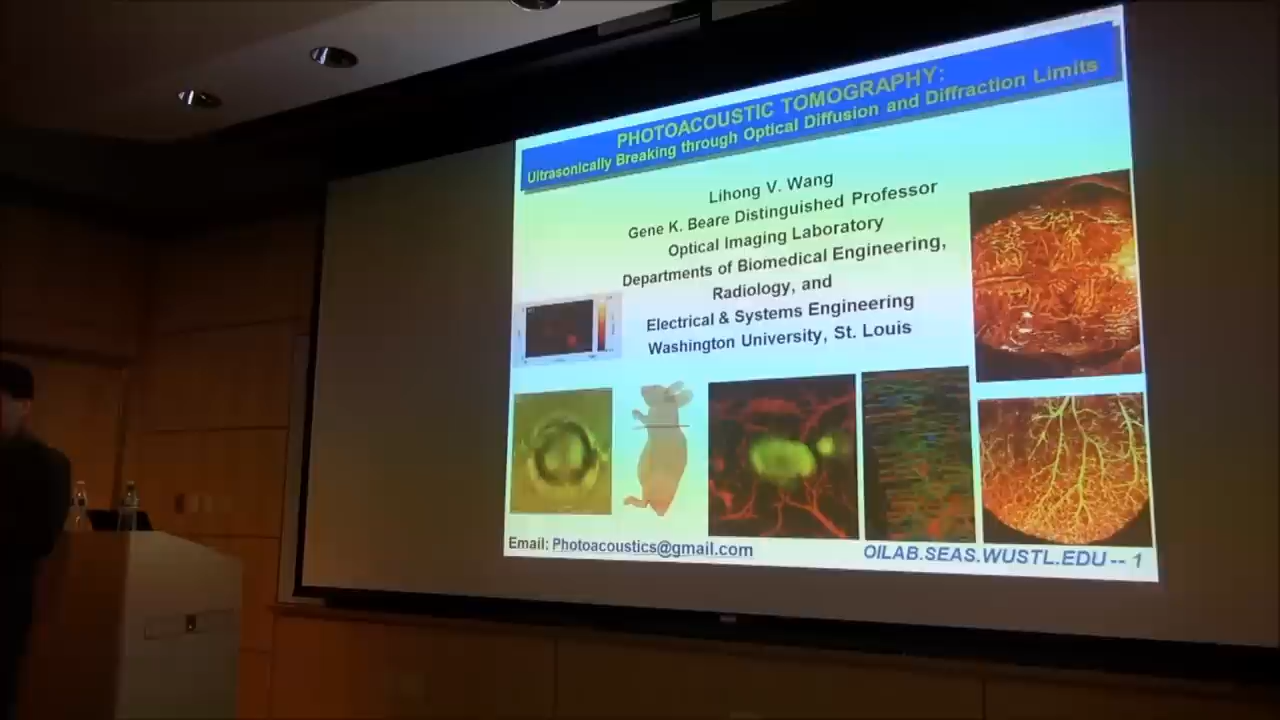 PHOTOACOUSTIC TOMOGRAPHY:
Ultrasonically Breaking through Optical Diffusion and Diffraction Limits
Lihong V. Wang
Gene K. Beare Distinguished Professor
Optical Imaging Laboratory
Departments of Biomedical Engineering,
Radiology, and
Electrical & Systems Engineering
Washington University, St. Louis
Email: Photoacoustics@gmail.com
OILAB.SEAS.WUSTL.EDU -- 1